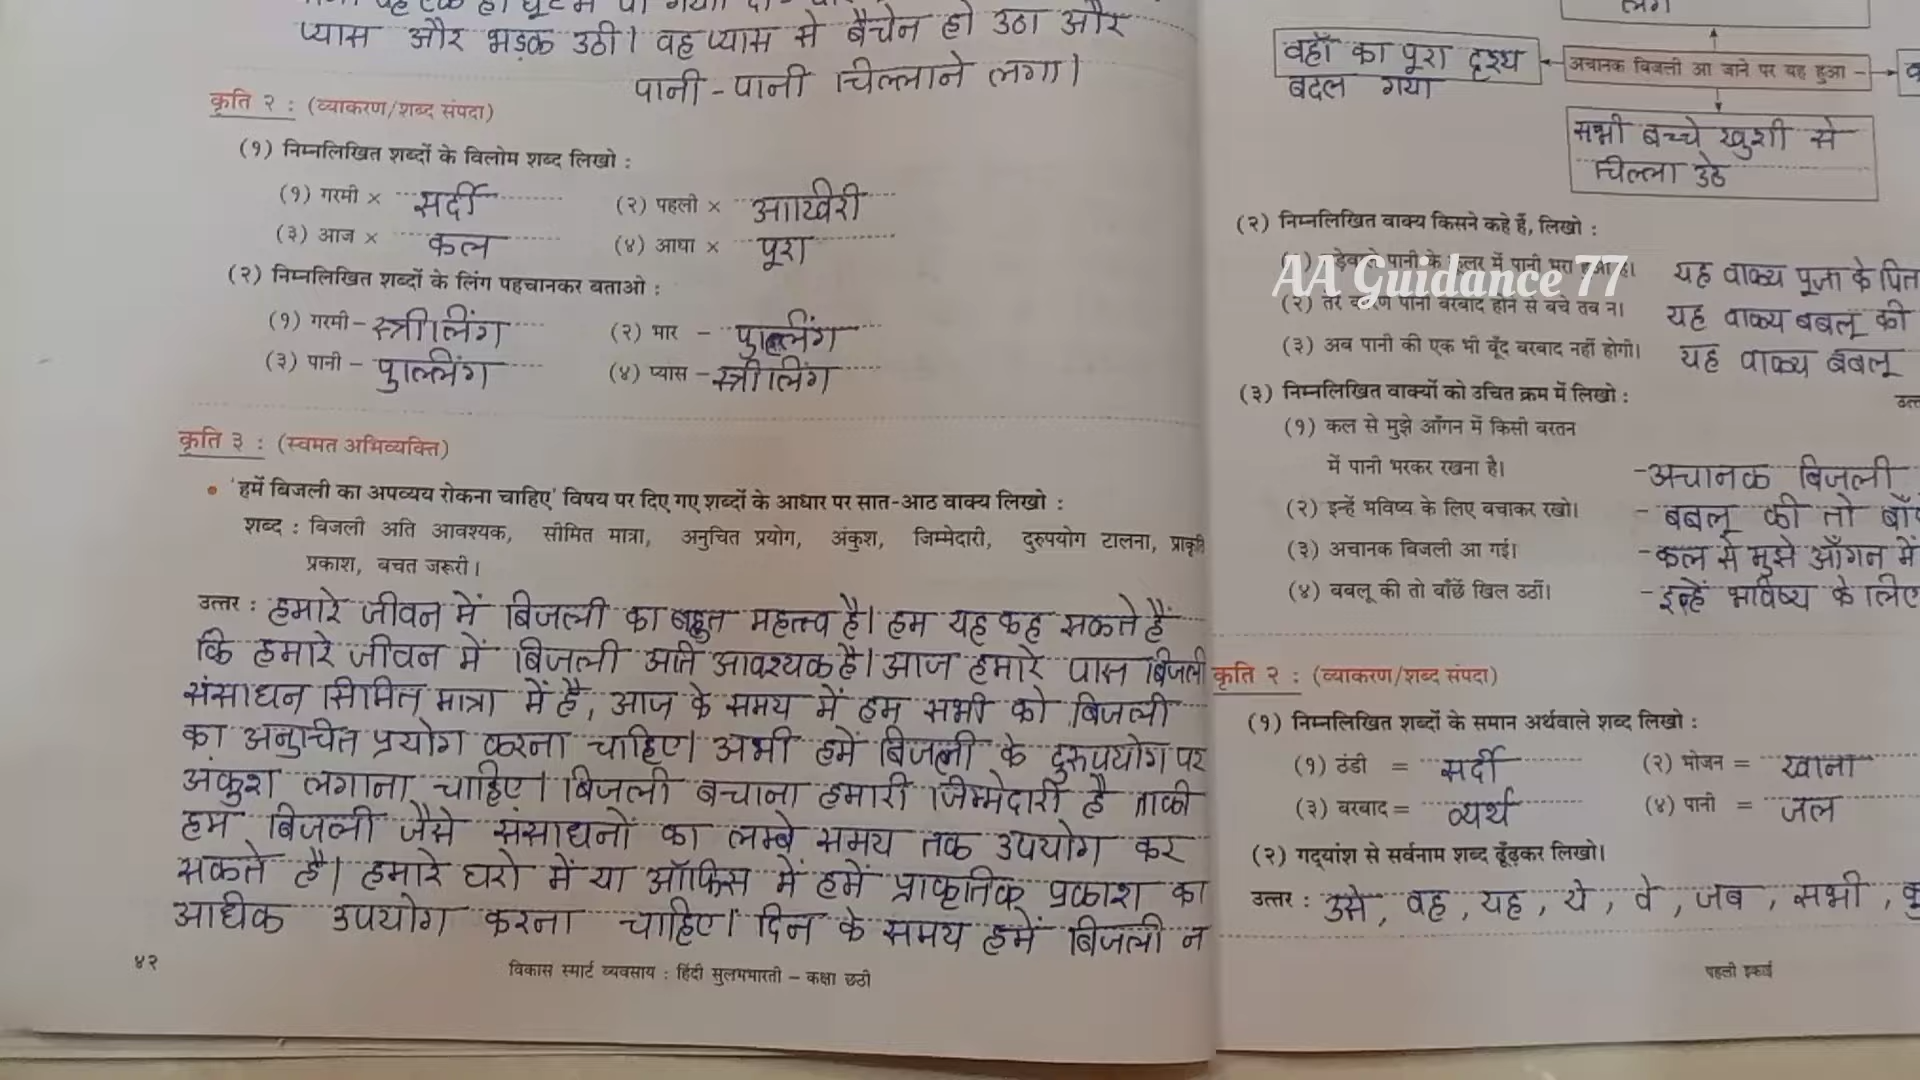 प्यास और भड़क उठी। वह प्यास से बैचेन हो उठा और
पानी-पानी चिल्लाने लगा।
कृति २ : (व्याकरण/शब्द संपदा)
(१) निम्नलिखित शब्दों के विलोम शब्द लिखो :
(१) गरमी × सर्दी (२) पहली × आखिरी
(३) आज × कल (४) आधा × पूरा
(२) निम्नलिखित शब्दों के लिंग पहचानकर बताओ :
(१) गरमी - स्त्रीलिंग (२) भार - पुल्लिंग
(३) पानी - पुल्लिंग (४) प्यास - स्त्रीलिंग
कृति ३ : (स्वमत अभिव्यक्ति)
• 'हमें बिजली का अपव्यय रोकना चाहिए' विषय पर दिए गए शब्दों के आधार पर सात-आठ वाक्य लिखो :
शब्द : बिजली अति आवश्यक, सीमित मात्रा, अनुचित प्रयोग, अंकुश, जिम्मेदारी, दुरुपयोग टालना,
प्रकाश, बचत जरूरी।
उत्तर : हमारे जीवन में बिजली का बहुत महत्त्व है। हम यह कह सकते हैं
कि हमारे जीवन में बिजली अति आवश्यक है। आज हमारे पास बिजली
संसाधन सिमित मात्रा में है, आज के समय में हम सभी को बिजली
का अनुचित प्रयोग करना चाहिए। अभी हमें बिजली के दुरुपयोग पर
अंकुश लगाना चाहिए। बिजली बचाना हमारी जिम्मेदारी है ताकी
हम बिजली जैसे संसाधनों का लम्बे समय तक उपयोग कर
सकते है। हमारे घरो में या ऑफिस में हमें प्राकृतिक प्रकाश का
अधिक उपयोग करना चाहिए। दिन के समय हमें बिजली न
४२
विकास स्मार्ट व्यवसाय : हिंदी सुलभभारती - कक्षा छठी
लगे
वहाँ का पूरा दृश्य
बदल गया
अचानक बिजली आ जाने पर यह हुआ -
सभी बच्चे खुशी से
चिल्ला उठे
(२) निम्नलिखित वाक्य किसने कहे हैं, लिखो :
पानी के कूलर में पानी भरा हुआ है। यह वाक्य पूजा के
AA Guidance 77
(२) तेरे कारण पानी बरबाद होने से बचे तब न। यह वाक्य बबलू की
(३) अब पानी की एक भी बूँद बरबाद नहीं होगी। यह वाक्य बबलू
(३) निम्नलिखित वाक्यों को उचित क्रम में लिखो :
(१) कल से मुझे आँगन में किसी बरतन
में पानी भरकर रखना है। - अचानक बिजली
(२) इन्हें भविष्य के लिए बचाकर रखो। - बबलू की तो
(३) अचानक बिजली आ गई। - कल से मुझे आँगन में
(४) बबलू की तो बाँछें खिल उठीं। - इन्हें भविष्य के लिए
कृति २ : (व्याकरण/शब्द संपदा)
(१) निम्नलिखित शब्दों के समान अर्थवाले शब्द लिखो :
(१) ठंडी = सर्दी (२) भोजन = खाना
(३) बरबाद = व्यर्थ (४) पानी = जल
(२) गद्यांश से सर्वनाम शब्द ढूँढ़कर लिखो।
उत्तर : उसे, वह, यह, ये, वे, जब, सभी,
पहली इकाई